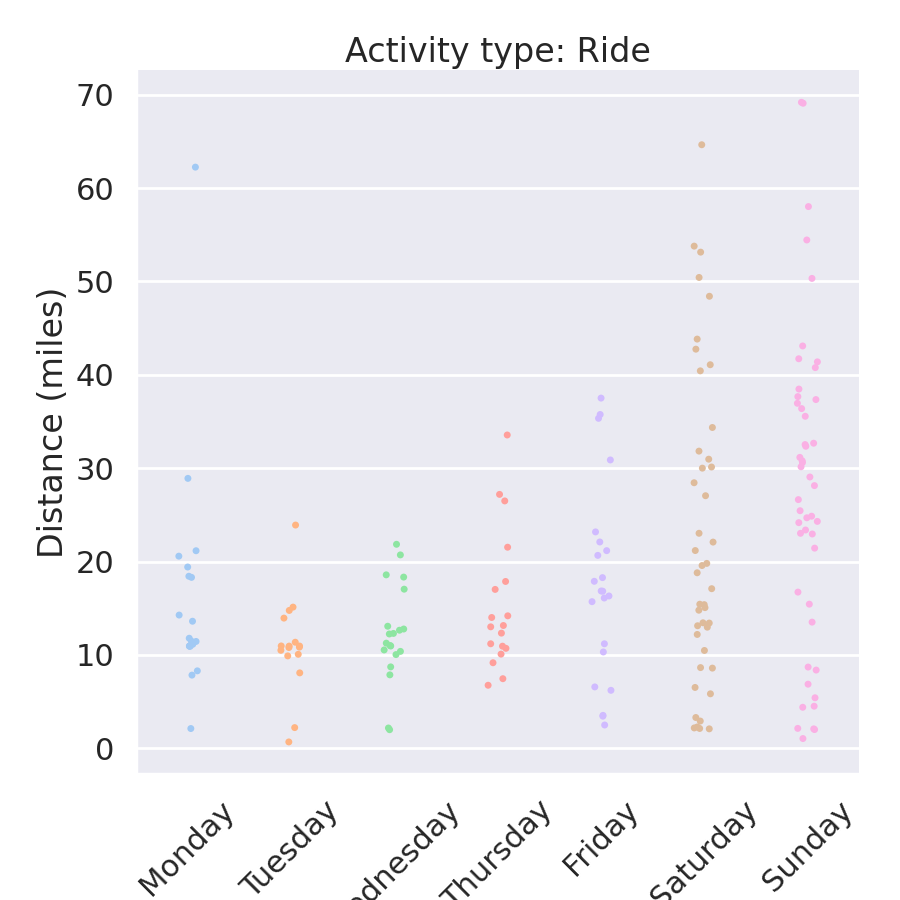 Activity type: Ride
70
60
50
40
30
20
10
0
Distance (miles)
Monday
Tuesday
ednesday
Thursday
Friday
Saturday
Sunday